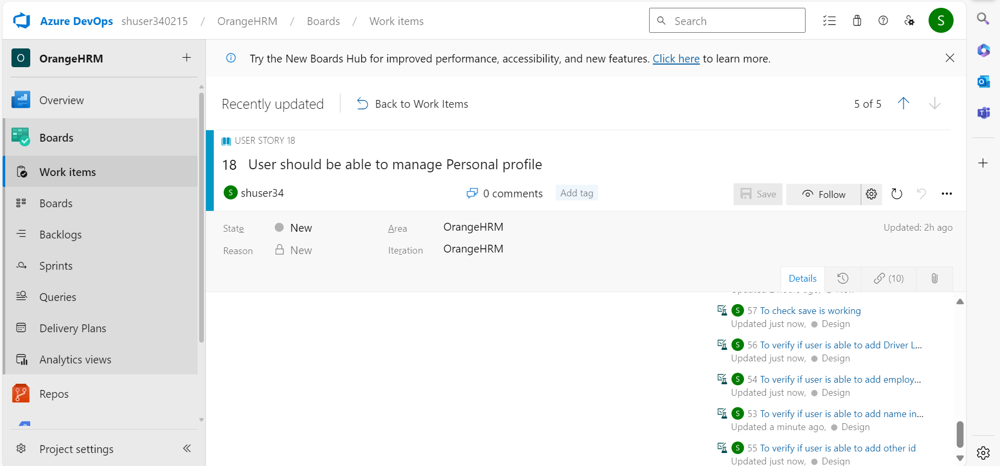 Azure DevOps shuser340215 / OrangeHRM / Boards / Work items
Search
S
O OrangeHRM
Try the New Boards Hub for improved performance, accessibility, and new features. Click here to learn more.
Overview
Boards
Work items
Boards
Backlogs
Sprints
Queries
Delivery Plans
Analytics views
Repos
Project settings
Recently updated
Back to Work Items
5 of 5
USER STORY 18
18 User should be able to manage Personal profile
S shuser34
0 comments
Add tag
Save
Follow
State New
Area OrangeHRM
Updated: 2h ago
Reason New
Iteration OrangeHRM
Details
(10)
S 57 To check save is working
Updated just now, Design
S 56 To verify if user is able to add Driver L...
Updated just now, Design
S 54 To verify if user is able to add employ...
Updated just now, Design
S 53 To verify if user is able to add name in...
Updated a minute ago, Design
S 55 To verify if user is able to add other id
Updated just now, Design